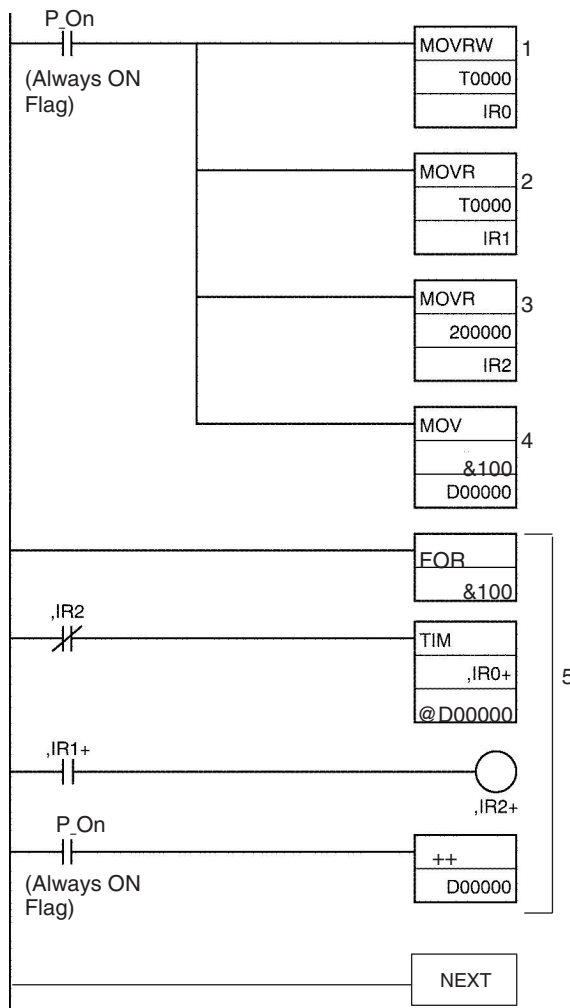 P_On
(Always ON
Flag)
MOVRW
T0000
IR0
1
MOVR
T0000
IR1
2
MOVR
200000
IR2
3
MOV
&100
D00000
4
FOR
&100
,IR2
TIM
,IR0+
@D00000
5
,IR1+
,IR2+
P_On
(Always ON
Flag)
++
D00000
NEXT